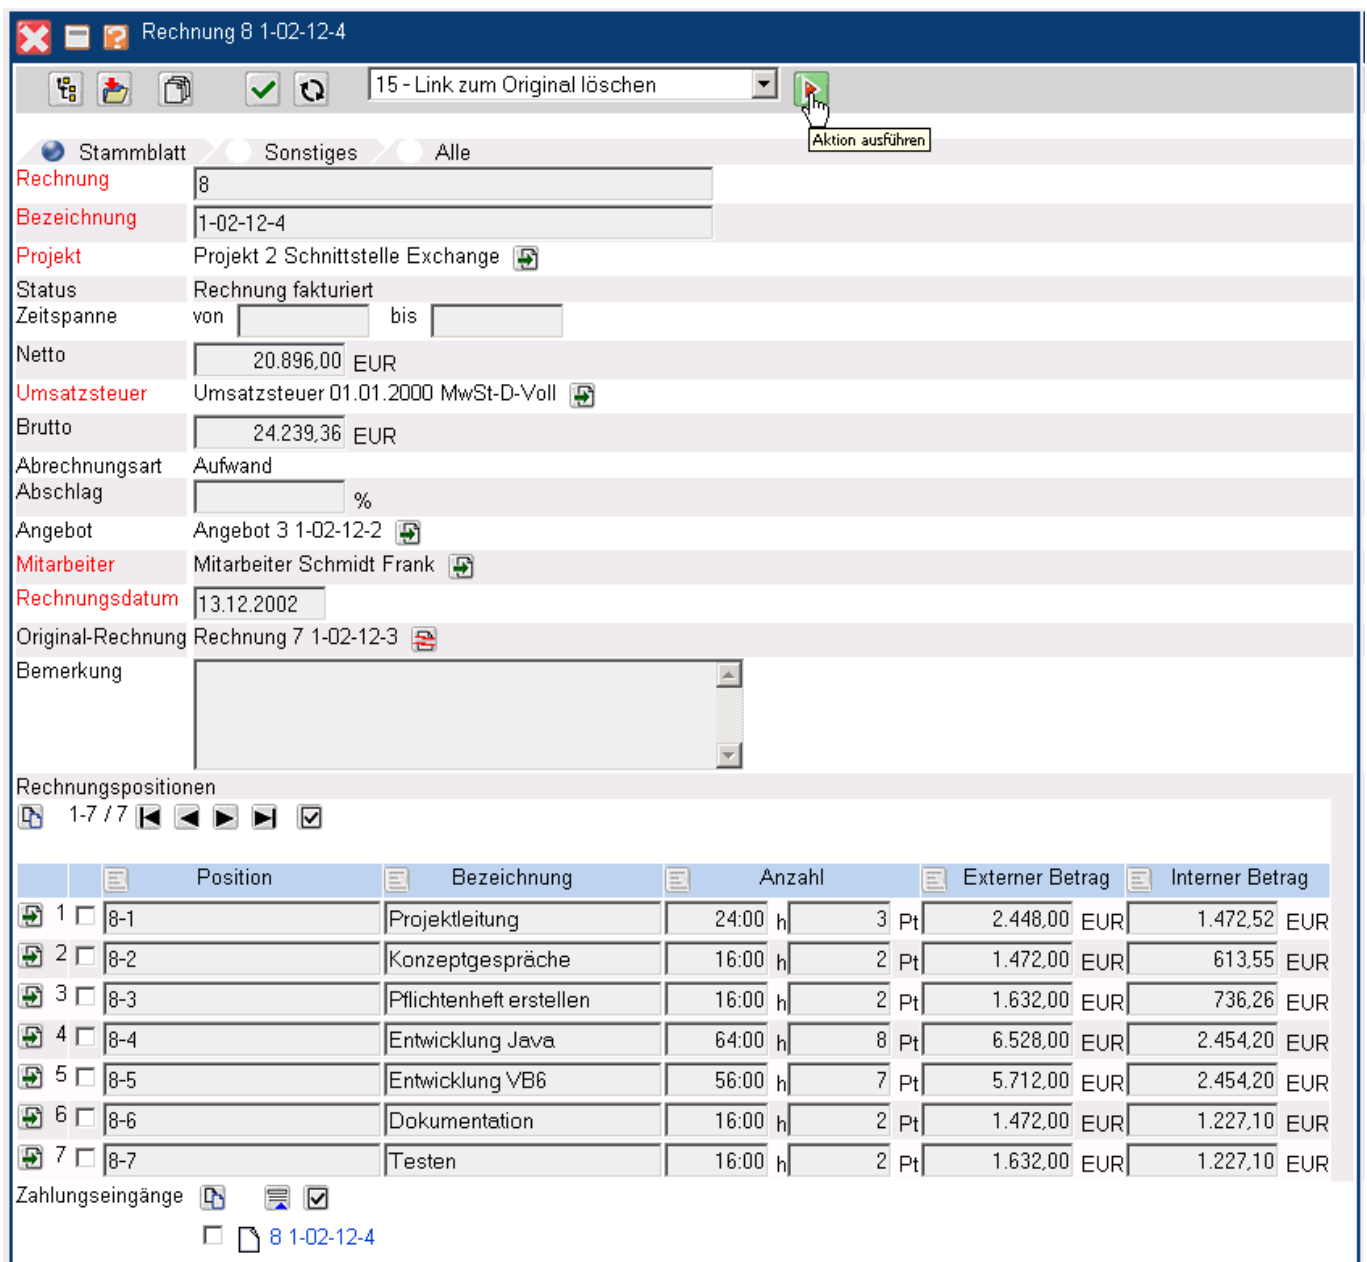 Rechnung 8 1-02-12-4
15 - Link zum Original löschen
Aktion ausführen
Stammblatt Sonstiges Alle
Rechnung 8
Bezeichnung 1-02-12-4
Projekt Projekt 2 Schnittstelle Exchange
Status Rechnung fakturiert
Zeitspanne von bis
Netto 20.896,00 EUR
Umsatzsteuer Umsatzsteuer 01.01.2000 MwSt-D-Voll
Brutto 24.239,36 EUR
Abrechnungsart Aufwand
Abschlag %
Angebot Angebot 3 1-02-12-2
Mitarbeiter Mitarbeiter Schmidt Frank
Rechnungsdatum 13.12.2002
Original-Rechnung Rechnung 7 1-02-12-3
Bemerkung
Rechnungspositionen
1-7 / 7
Position Bezeichnung Anzahl Externer Betrag Interner Betrag
1 8-1 Projektleitung 24:00 h 3 Pt 2.448,00 EUR 1.472,52 EUR
2 8-2 Konzeptgespräche 16:00 h 2 Pt 1.472,00 EUR 613,55 EUR
3 8-3 Pflichtenheft erstellen 16:00 h 2 Pt 1.632,00 EUR 736,26 EUR
4 8-4 Entwicklung Java 64:00 h 8 Pt 6.528,00 EUR 2.454,20 EUR
5 8-5 Entwicklung VB6 56:00 h 7 Pt 5.712,00 EUR 2.454,20 EUR
6 8-6 Dokumentation 16:00 h 2 Pt 1.472,00 EUR 1.227,10 EUR
7 8-7 Testen 16:00 h 2 Pt 1.632,00 EUR 1.227,10 EUR
Zahlungseingänge
8 1-02-12-4